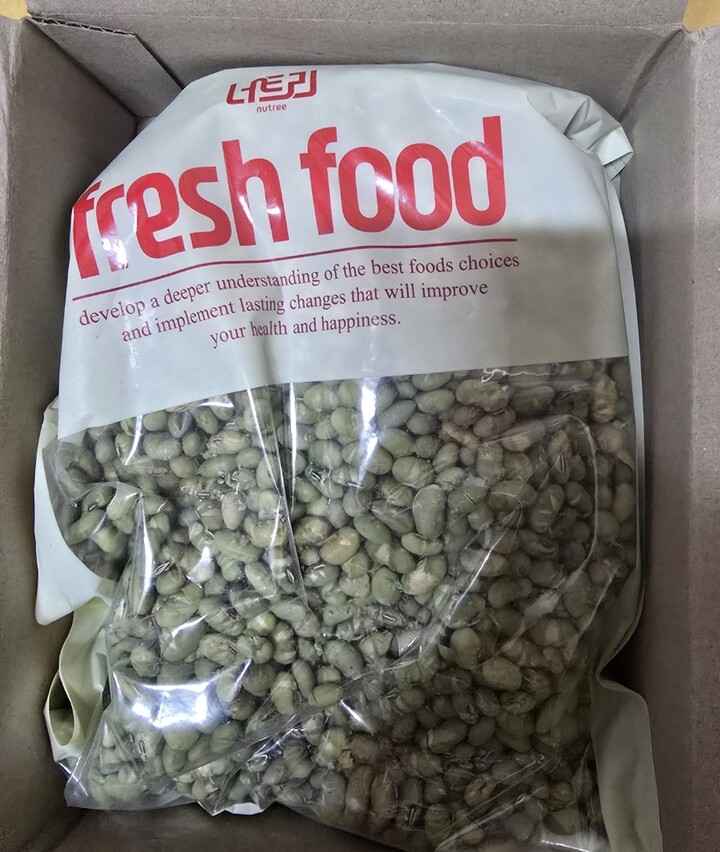 너트리
nutree
fresh food
develop a deeper understanding of the best foods choices
and implement lasting changes that will improve
your health and happiness.